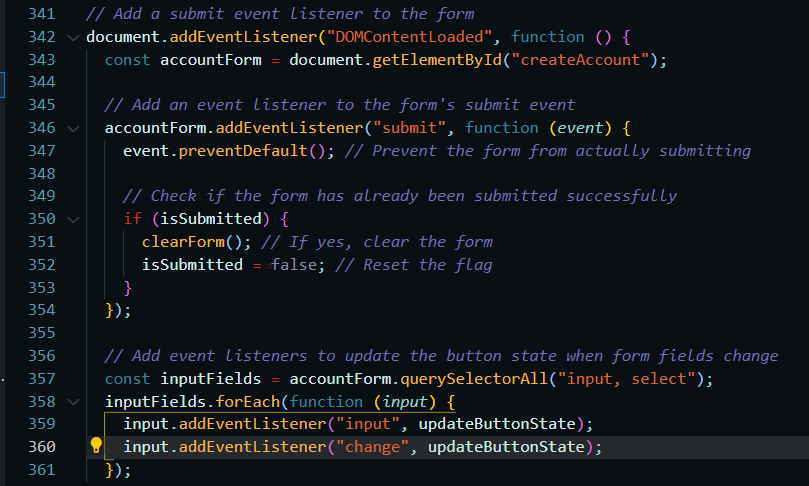 341 // Add a submit event listener to the form
342 document.addEventListener("DOMContentLoaded", function () {
343 const accountForm = document.getElementById("createAccount");
344
345 // Add an event listener to the form's submit event
346 accountForm.addEventListener("submit", function (event) {
347 event.preventDefault(); // Prevent the form from actually submitting
348
349 // Check if the form has already been submitted successfully
350 if (isSubmitted) {
351 clearForm(); // If yes, clear the form
352 isSubmitted = false; // Reset the flag
353 }
354 });
355
356 // Add event listeners to update the button state when form fields change
357 const inputFields = accountForm.querySelectorAll("input, select");
358 inputFields.forEach(function (input) {
359 input.addEventListener("input", updateButtonState);
360 input.addEventListener("change", updateButtonState);
361 });